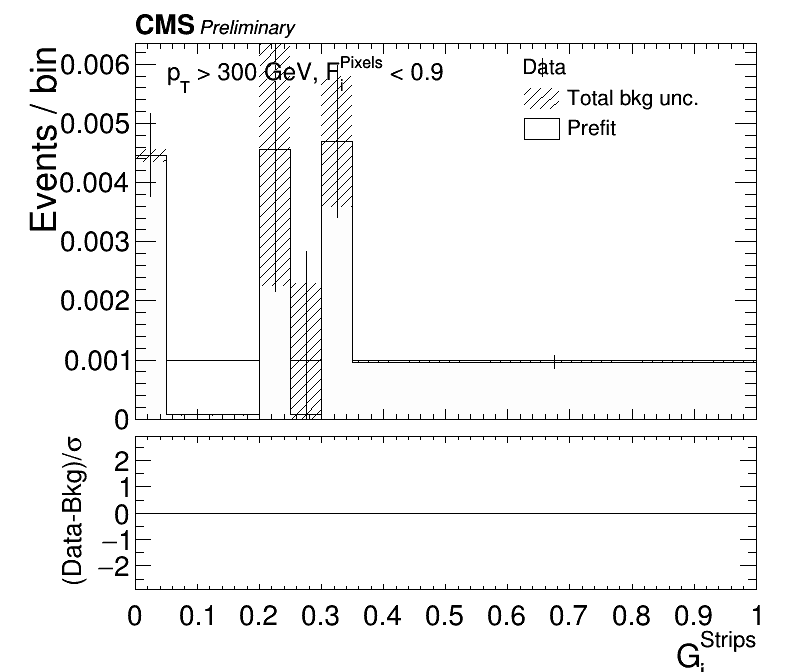 CMS Preliminary
p_T > 300 GeV, F_i^Pixels < 0.9
Data
Total bkg unc.
Prefit
Events / bin
0.006
0.005
0.004
0.003
0.002
0.001
0
(Data-Bkg)/σ
2
1
0
−1
−2
0 0.1 0.2 0.3 0.4 0.5 0.6 0.7 0.8 0.9 1
G_i^Strips